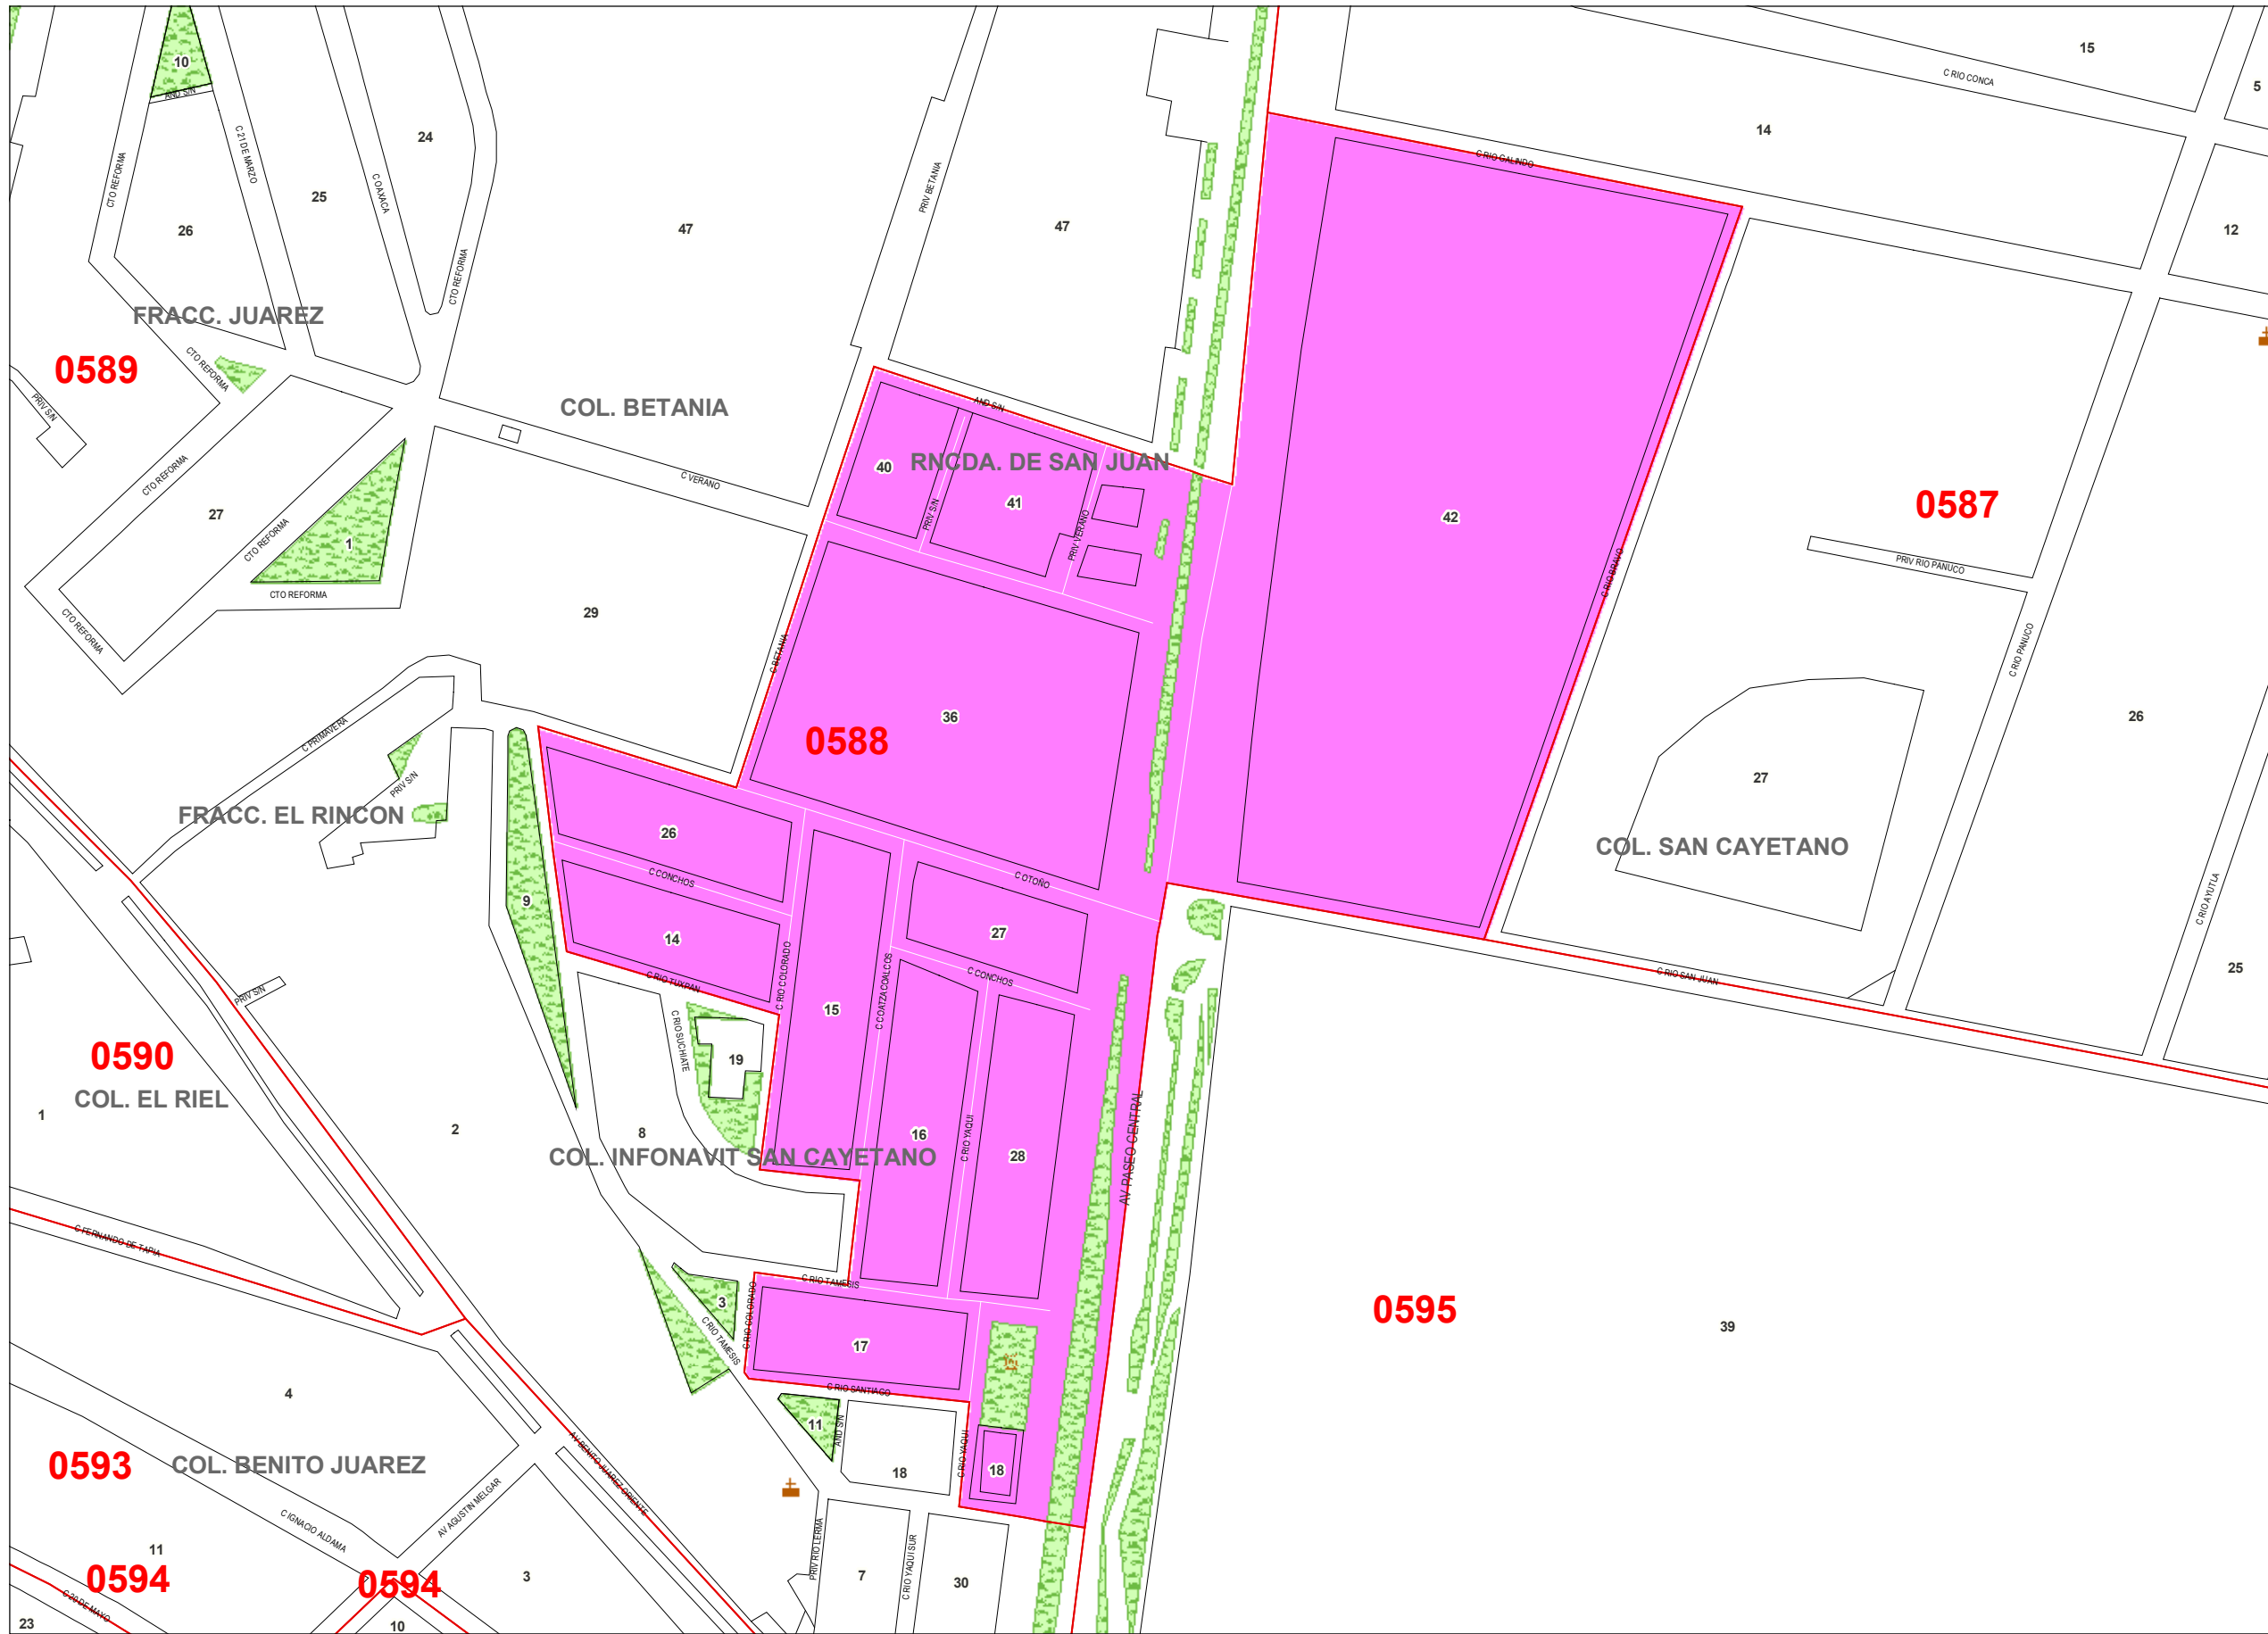 15
C RIO CONCA
5
10
AND S/N
24
14
C 21 DE MARZO
C RIO GALINDO
CTO REFORMA
C OAXACA
PRIV BETANIA
25
26
47
47
12
CTO REFORMA
FRACC. JUAREZ
0589
CTO REFORMA
PRIV S/N
COL. BETANIA
AND S/N
RNCDA. DE SAN JUAN
40
C VERANO
CTO REFORMA
41
PRIV S/N
PRIV VERANO
42
0587
27
CTO REFORMA
1
PRIV RIO PANUCO
C RIO BRAVO
CTO REFORMA
29
CTO REFORMA
C BETANIA
C RIO PANUCO
36
26
C PRIMAVERA
0588
PRIV S/N
27
FRACC. EL RINCON
26
COL. SAN CAYETANO
C CONCHOS
C OTOÑO
9
C RIO AYUTLA
14
27
C RIO TUXPAN
C RIO COLORADO
C COATZACOALCOS
C CONCHOS
C RIO SAN JUAN
25
PRIV S/N
15
C RIO SUCHIATE
19
0590
COL. EL RIEL
1
2
8
16
C RIO YAQUI
28
AV PASEO CENTRAL
COL. INFONAVIT SAN CAYETANO
C FERNANDO DE TAPIA
C RIO TAMESIS
3
C RIO COLORADO
0595
39
C RIO TAMESIS
17
4
C RIO SANTIAGO
11
AND S/N
0593
COL. BENITO JUAREZ
AV BENITO JUAREZ ORIENTE
18
C RIO YAQUI
18
AV AGUSTIN MELGAR
C IGNACIO ALDAMA
11
PRIV RIO LERMA
C RIO YAQUI SUR
0594
0594
3
7
30
C 20 DE MAYO
23
10